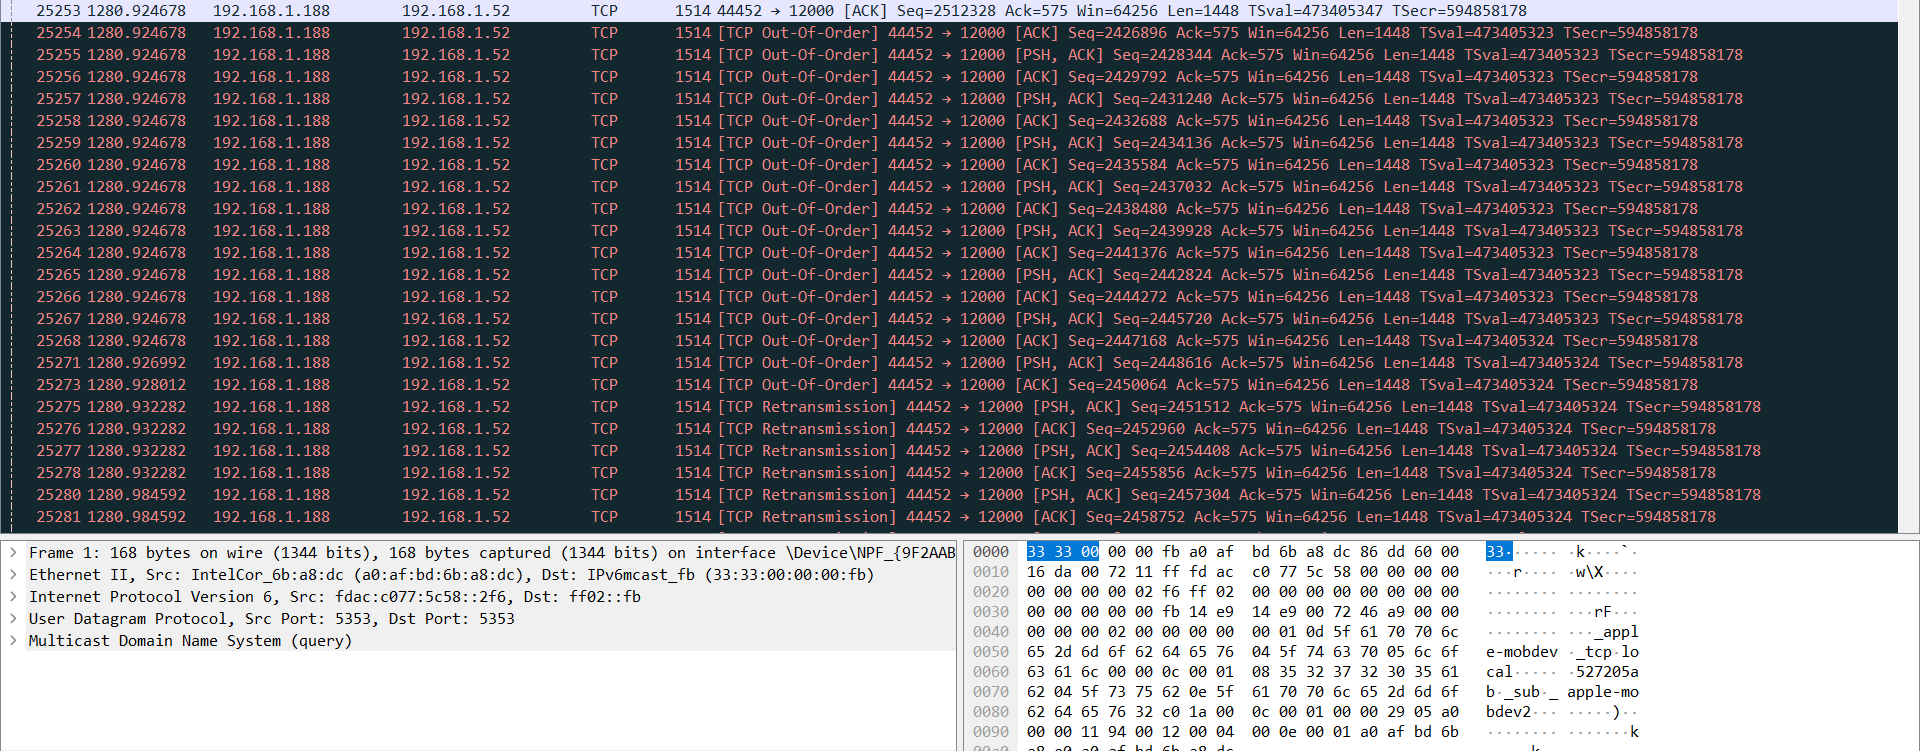 25253 1280.924678 192.168.1.188 192.168.1.52 TCP 1514 44452 → 12000 [ACK] Seq=2512328 Ack=575 Win=64256 Len=1448 TSval=473405347 TSecr=594858178
25254 1280.924678 192.168.1.188 192.168.1.52 TCP 1514 [TCP Out-Of-Order] 44452 → 12000 [ACK] Seq=2426896 Ack=575 Win=64256 Len=1448 TSval=473405323 TSecr=594858178
25255 1280.924678 192.168.1.188 192.168.1.52 TCP 1514 [TCP Out-Of-Order] 44452 → 12000 [PSH, ACK] Seq=2428344 Ack=575 Win=64256 Len=1448 TSval=473405323 TSecr=594858178
25256 1280.924678 192.168.1.188 192.168.1.52 TCP 1514 [TCP Out-Of-Order] 44452 → 12000 [ACK] Seq=2429792 Ack=575 Win=64256 Len=1448 TSval=473405323 TSecr=594858178
25257 1280.924678 192.168.1.188 192.168.1.52 TCP 1514 [TCP Out-Of-Order] 44452 → 12000 [PSH, ACK] Seq=2431240 Ack=575 Win=64256 Len=1448 TSval=473405323 TSecr=594858178
25258 1280.924678 192.168.1.188 192.168.1.52 TCP 1514 [TCP Out-Of-Order] 44452 → 12000 [ACK] Seq=2432688 Ack=575 Win=64256 Len=1448 TSval=473405323 TSecr=594858178
25259 1280.924678 192.168.1.188 192.168.1.52 TCP 1514 [TCP Out-Of-Order] 44452 → 12000 [PSH, ACK] Seq=2434136 Ack=575 Win=64256 Len=1448 TSval=473405323 TSecr=594858178
25260 1280.924678 192.168.1.188 192.168.1.52 TCP 1514 [TCP Out-Of-Order] 44452 → 12000 [ACK] Seq=2435584 Ack=575 Win=64256 Len=1448 TSval=473405323 TSecr=594858178
25261 1280.924678 192.168.1.188 192.168.1.52 TCP 1514 [TCP Out-Of-Order] 44452 → 12000 [PSH, ACK] Seq=2437032 Ack=575 Win=64256 Len=1448 TSval=473405323 TSecr=594858178
25262 1280.924678 192.168.1.188 192.168.1.52 TCP 1514 [TCP Out-Of-Order] 44452 → 12000 [ACK] Seq=2438480 Ack=575 Win=64256 Len=1448 TSval=473405323 TSecr=594858178
25263 1280.924678 192.168.1.188 192.168.1.52 TCP 1514 [TCP Out-Of-Order] 44452 → 12000 [PSH, ACK] Seq=2439928 Ack=575 Win=64256 Len=1448 TSval=473405323 TSecr=594858178
25264 1280.924678 192.168.1.188 192.168.1.52 TCP 1514 [TCP Out-Of-Order] 44452 → 12000 [ACK] Seq=2441376 Ack=575 Win=64256 Len=1448 TSval=473405323 TSecr=594858178
25265 1280.924678 192.168.1.188 192.168.1.52 TCP 1514 [TCP Out-Of-Order] 44452 → 12000 [PSH, ACK] Seq=2442824 Ack=575 Win=64256 Len=1448 TSval=473405323 TSecr=594858178
25266 1280.924678 192.168.1.188 192.168.1.52 TCP 1514 [TCP Out-Of-Order] 44452 → 12000 [ACK] Seq=2444272 Ack=575 Win=64256 Len=1448 TSval=473405323 TSecr=594858178
25267 1280.924678 192.168.1.188 192.168.1.52 TCP 1514 [TCP Out-Of-Order] 44452 → 12000 [PSH, ACK] Seq=2445720 Ack=575 Win=64256 Len=1448 TSval=473405323 TSecr=594858178
25268 1280.924678 192.168.1.188 192.168.1.52 TCP 1514 [TCP Out-Of-Order] 44452 → 12000 [ACK] Seq=2447168 Ack=575 Win=64256 Len=1448 TSval=473405324 TSecr=594858178
25271 1280.926992 192.168.1.188 192.168.1.52 TCP 1514 [TCP Out-Of-Order] 44452 → 12000 [PSH, ACK] Seq=2448616 Ack=575 Win=64256 Len=1448 TSval=473405324 TSecr=594858178
25273 1280.928012 192.168.1.188 192.168.1.52 TCP 1514 [TCP Out-Of-Order] 44452 → 12000 [ACK] Seq=2450064 Ack=575 Win=64256 Len=1448 TSval=473405324 TSecr=594858178
25275 1280.932282 192.168.1.188 192.168.1.52 TCP 1514 [TCP Retransmission] 44452 → 12000 [PSH, ACK] Seq=2451512 Ack=575 Win=64256 Len=1448 TSval=473405324 TSecr=594858178
25276 1280.932282 192.168.1.188 192.168.1.52 TCP 1514 [TCP Retransmission] 44452 → 12000 [ACK] Seq=2452960 Ack=575 Win=64256 Len=1448 TSval=473405324 TSecr=594858178
25277 1280.932282 192.168.1.188 192.168.1.52 TCP 1514 [TCP Retransmission] 44452 → 12000 [PSH, ACK] Seq=2454408 Ack=575 Win=64256 Len=1448 TSval=473405324 TSecr=594858178
25278 1280.932282 192.168.1.188 192.168.1.52 TCP 1514 [TCP Retransmission] 44452 → 12000 [ACK] Seq=2455856 Ack=575 Win=64256 Len=1448 TSval=473405324 TSecr=594858178
25280 1280.984592 192.168.1.188 192.168.1.52 TCP 1514 [TCP Retransmission] 44452 → 12000 [PSH, ACK] Seq=2457304 Ack=575 Win=64256 Len=1448 TSval=473405324 TSecr=594858178
25281 1280.984592 192.168.1.188 192.168.1.52 TCP 1514 [TCP Retransmission] 44452 → 12000 [ACK] Seq=2458752 Ack=575 Win=64256 Len=1448 TSval=473405324 TSecr=594858178
Frame 1: 168 bytes on wire (1344 bits), 168 bytes captured (1344 bits) on interface \Device\NPF_{9F2AAB
Ethernet II, Src: IntelCor_6b:a8:dc (a0:af:bd:6b:a8:dc), Dst: IPv6mcast_fb (33:33:00:00:00:fb)
Internet Protocol Version 6, Src: fdac:c077:5c58::2f6, Dst: ff02::fb
User Datagram Protocol, Src Port: 5353, Dst Port: 5353
Multicast Domain Name System (query)
0000 33 33 00 00 00 fb a0 af bd 6b a8 dc 86 dd 60 00 33······ ·k····`·
0010 16 da 00 72 11 ff fd ac c0 77 5c 58 00 00 00 00 ···r···· ·w\X····
0020 00 00 00 00 02 f6 ff 02 00 00 00 00 00 00 00 00 ········ ········
0030 00 00 00 00 00 fb 14 e9 14 e9 00 72 46 a9 00 00 ········ ···rF···
0040 00 00 00 02 00 00 00 00 00 01 0d 5f 61 70 70 6c ········ ···_appl
0050 65 2d 6d 6f 62 64 65 76 04 5f 74 63 70 05 6c 6f e-mobdev ·_tcp·lo
0060 63 61 6c 00 00 0c 00 01 08 35 32 37 32 30 35 61 cal····· ·527205a
0070 62 04 5f 73 75 62 0e 5f 61 70 70 6c 65 2d 6d 6f b·_sub·_ apple-mo
0080 62 64 65 76 32 c0 1a 00 0c 00 01 00 00 29 05 a0 bdev2··· ·····)··
0090 00 00 11 94 00 12 00 04 00 0e 00 01 a0 af bd 6b ········ ·······k